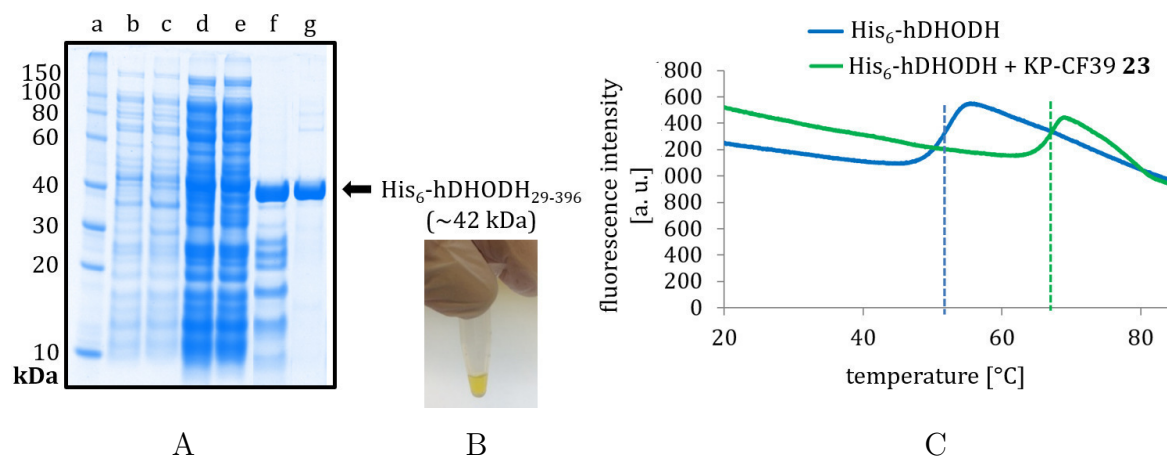 a b c d e f g
150
100
80
60
40
30
20
10
kDa
His6-hDHODH29-396
(~42 kDa)
A
B
His6-hDHODH
His6-hDHODH + KP-CF39 23
fluorescence intensity
[a. u.]
800
600
400
200
000
800
600
400
200
0
20 40 60 80
temperature [°C]
C